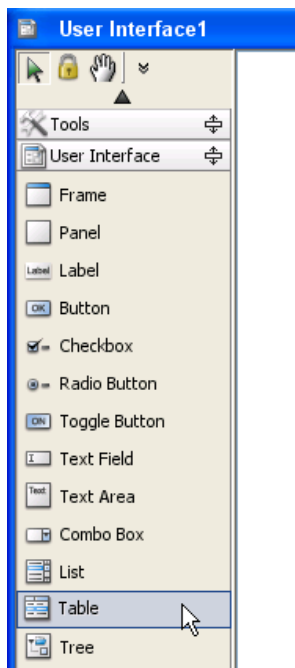 User Interface1
Tools
User Interface
Frame
Panel
Label Label
OK Button
Checkbox
Radio Button
ON Toggle Button
Text Field
Text Text Area
Combo Box
List
Table
Tree